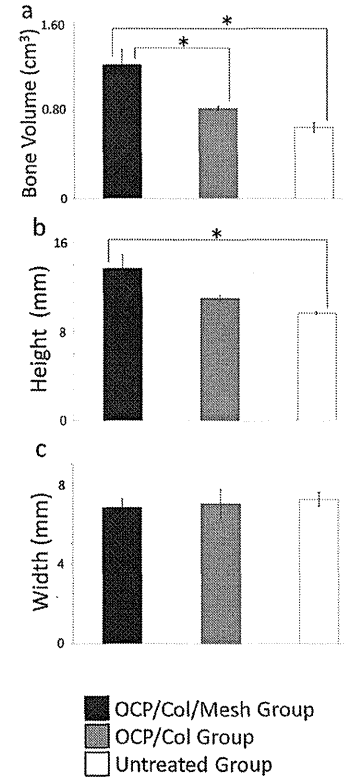 a
1.60
*
*
0.80
0
Bone Volume (cm³)
b
16
*
8
0
Height (mm)
c
8
4
0
Width (mm)
OCP/Col/Mesh Group
OCP/Col Group
Untreated Group